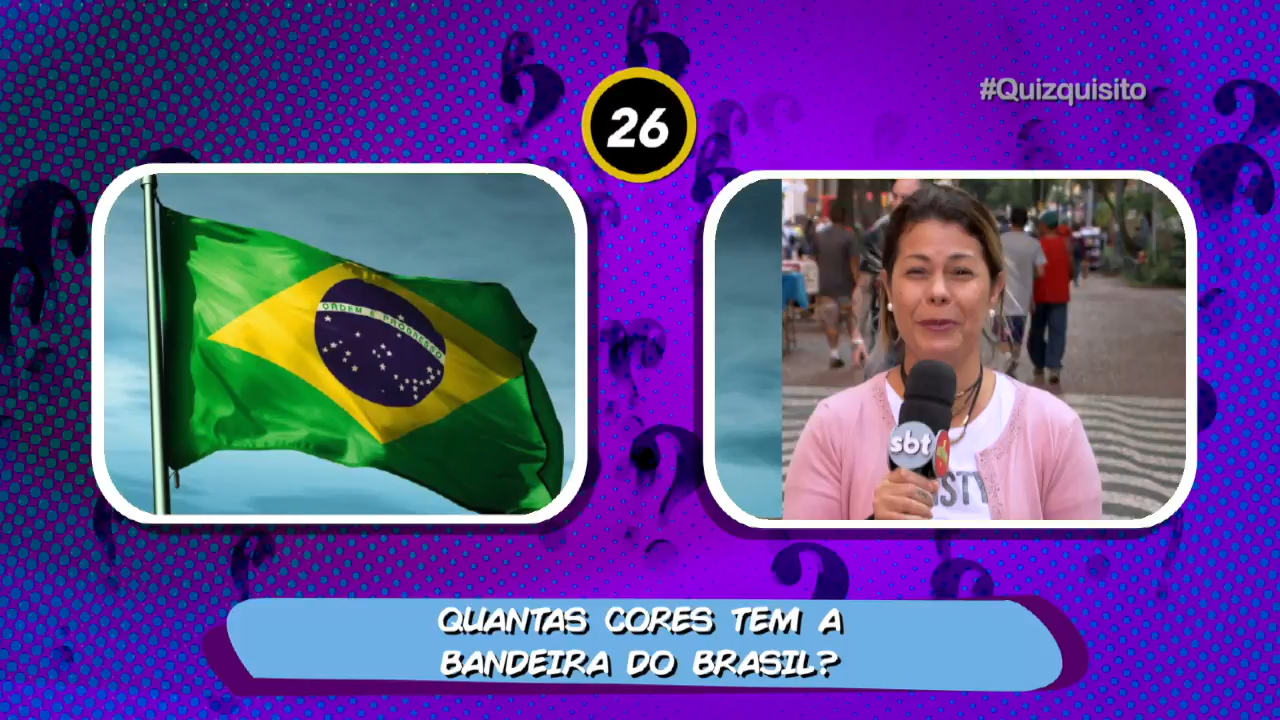 #Quizquisito
26
ORDEM E PROGRESSO
sbt
QUANTAS CORES TEM A
BANDEIRA DO BRASIL?